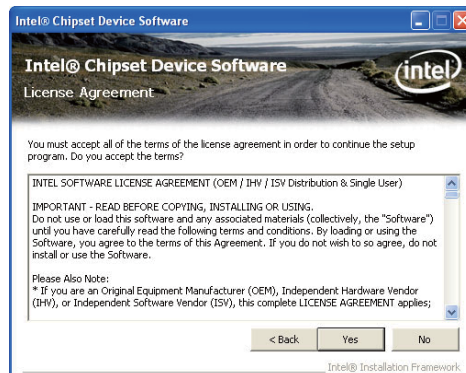 Intel® Chipset Device Software
Intel® Chipset Device Software
intel
License Agreement
You must accept all of the terms of the license agreement in order to continue the setup
program. Do you accept the terms?
INTEL SOFTWARE LICENSE AGREEMENT (OEM / IHV / ISV Distribution & Single User)
IMPORTANT - READ BEFORE COPYING, INSTALLING OR USING.
Do not use or load this software and any associated materials (collectively, the "Software")
until you have carefully read the following terms and conditions. By loading or using the
Software, you agree to the terms of this Agreement. If you do not wish to so agree, do not
install or use the Software.
Please Also Note:
* If you are an Original Equipment Manufacturer (OEM), Independent Hardware Vendor
(IHV), or Independent Software Vendor (ISV), this complete LICENSE AGREEMENT applies;
< Back Yes No
Intel® Installation Framework